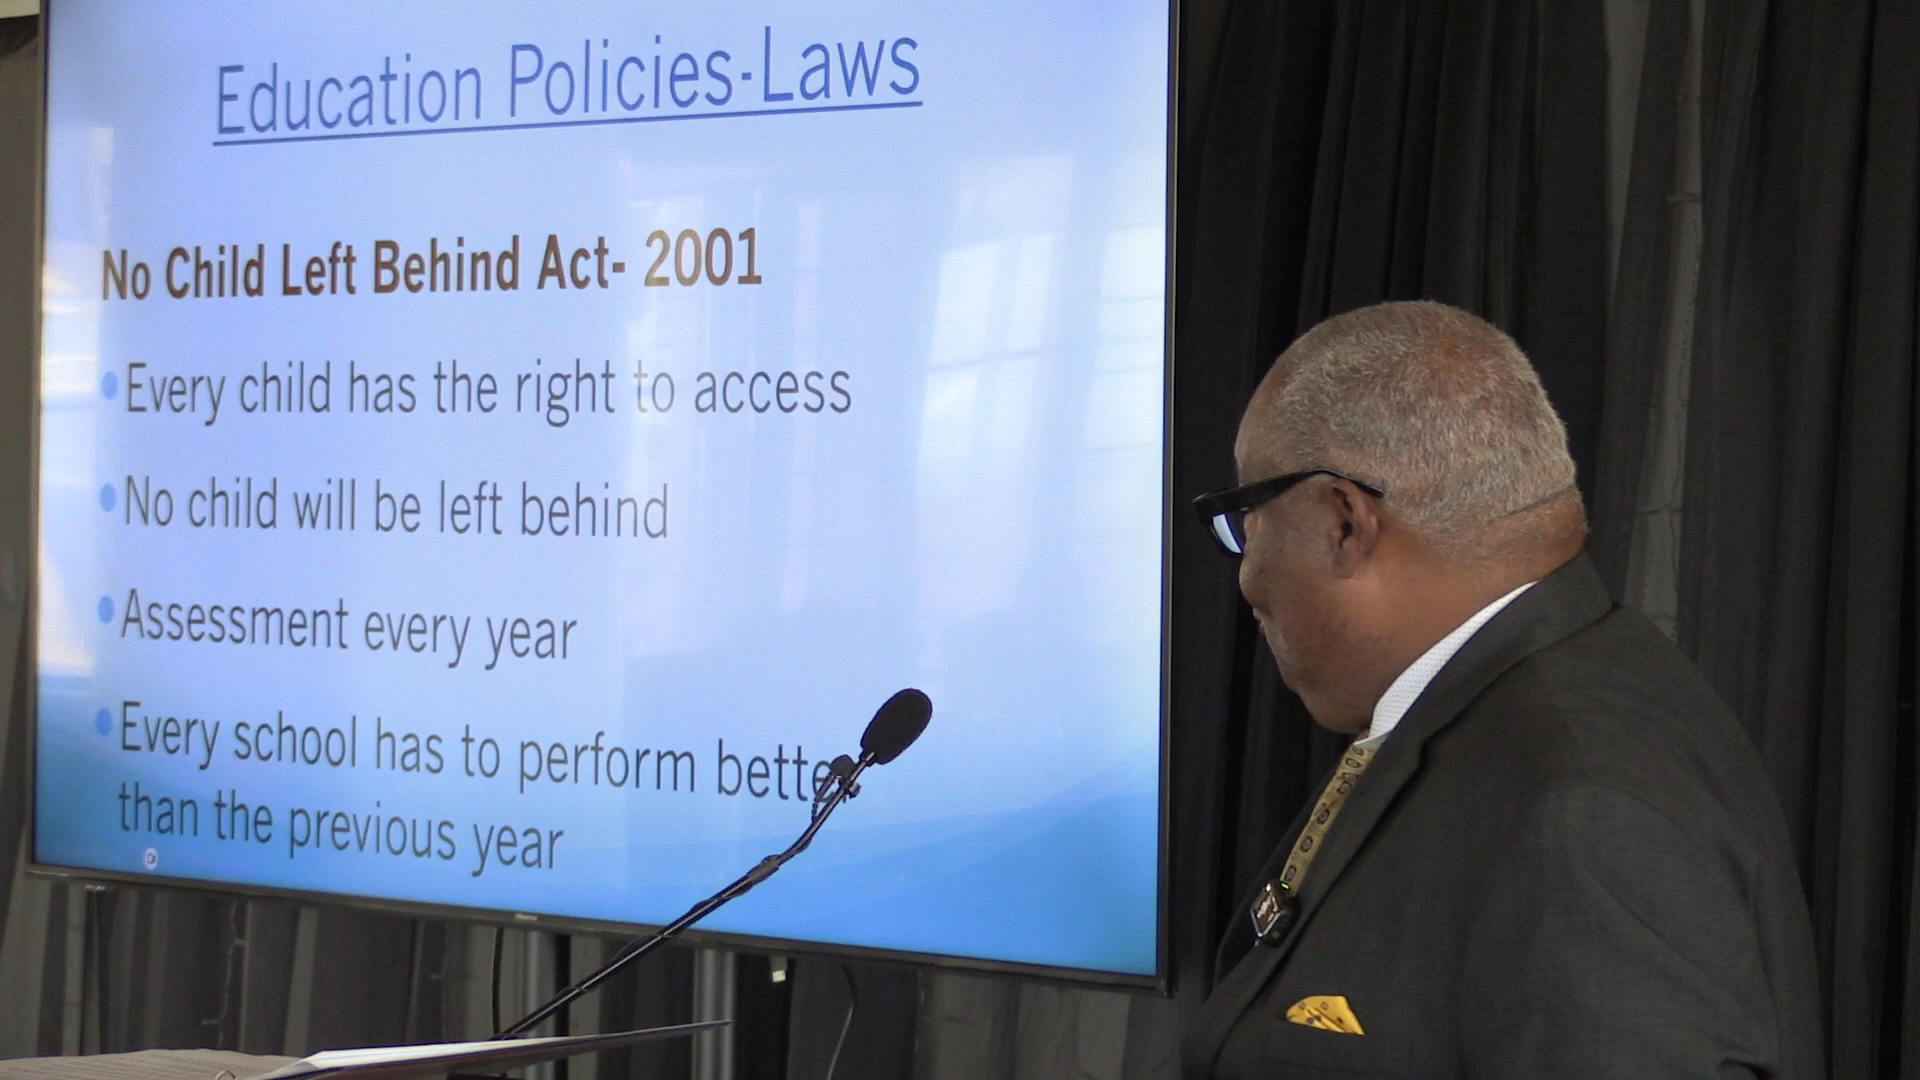 Education Policies-Laws
No Child Left Behind Act- 2001
•Every child has the right to access
•No child will be left behind
•Assessment every year
•Every school has to perform better
than the previous year